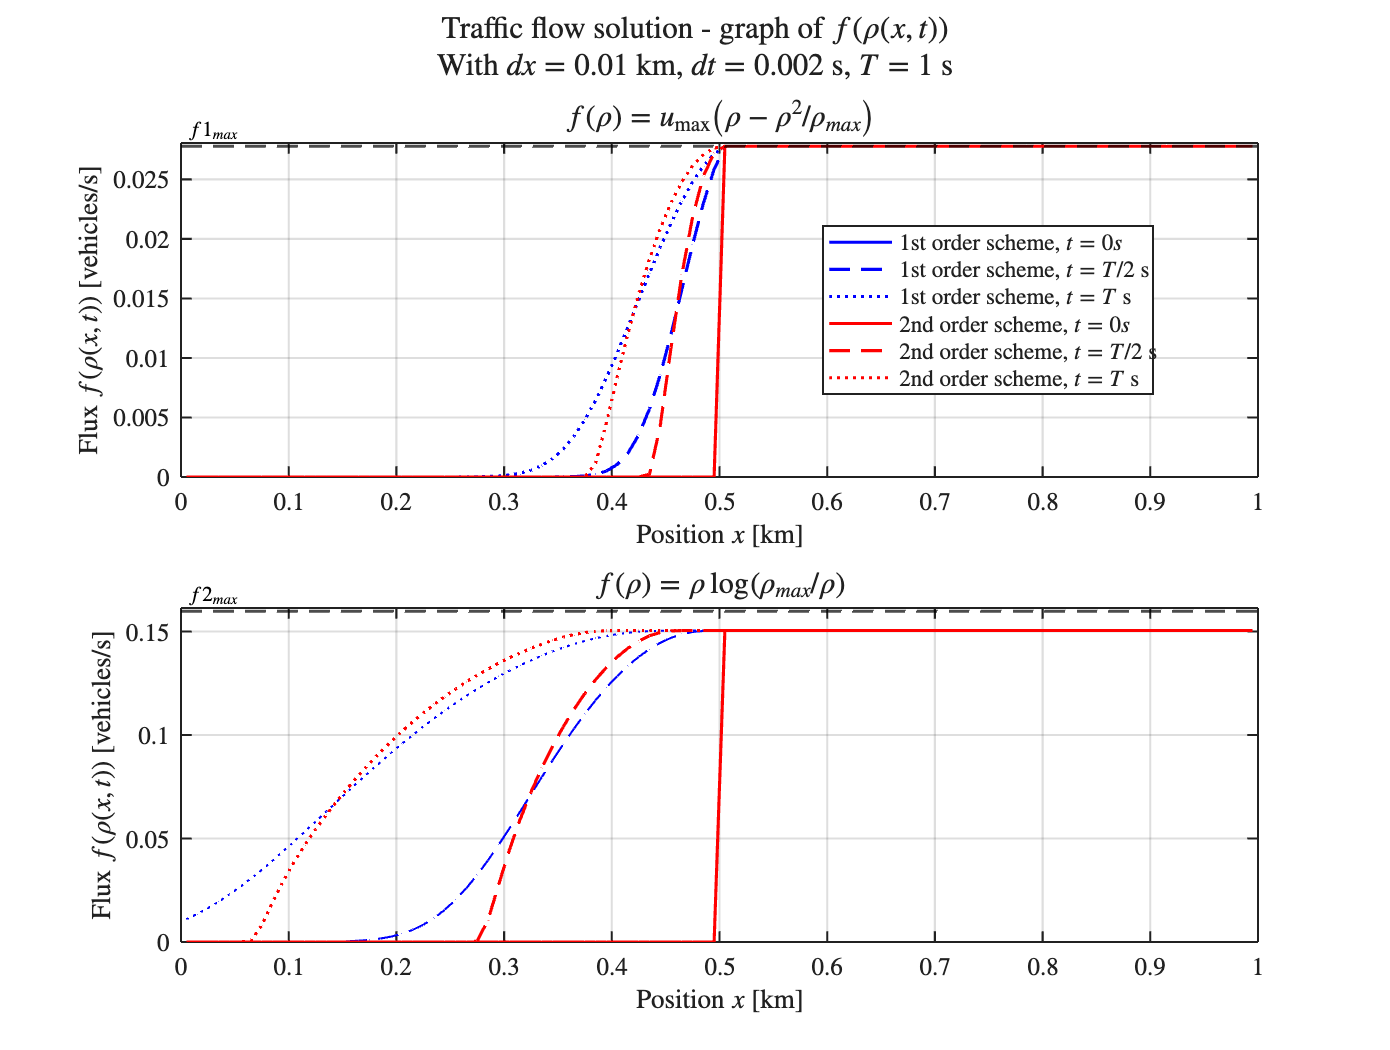 Traffic flow solution - graph of f(ρ(x, t))
With dx = 0.01 km, dt = 0.002 s, T = 1 s
f(ρ) = u_max(ρ − ρ²/ρ_max)
f1_max
0.025
0.02
0.015
0.01
0.005
0
Flux f(ρ(x, t)) [vehicles/s]
1st order scheme, t = 0s
1st order scheme, t = T/2 s
1st order scheme, t = T s
2nd order scheme, t = 0s
2nd order scheme, t = T/2 s
2nd order scheme, t = T s
0 0.1 0.2 0.3 0.4 0.5 0.6 0.7 0.8 0.9 1
Position x [km]
f(ρ) = ρ log(ρ_max/ρ)
f2_max
0.15
0.1
0.05
0
Flux f(ρ(x, t)) [vehicles/s]
0 0.1 0.2 0.3 0.4 0.5 0.6 0.7 0.8 0.9 1
Position x [km]